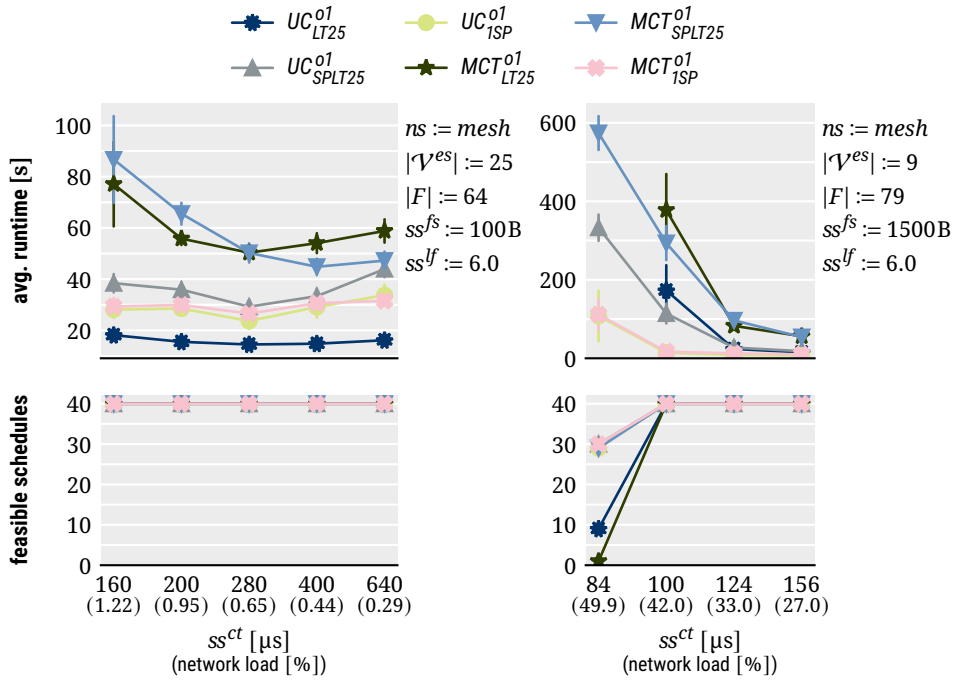 UC^{o1}_{LT25} UC^{o1}_{1SP} MCT^{o1}_{SPLT25}
UC^{o1}_{SPLT25} MCT^{o1}_{LT25} MCT^{o1}_{1SP}
avg. runtime [s]
100
80
60
40
20
ns := mesh
|𝒱^{es}| := 25
|F| := 64
ss^{fs} := 100B
ss^{lf} := 6.0
600
400
200
0
ns := mesh
|𝒱^{es}| := 9
|F| := 79
ss^{fs} := 1500B
ss^{lf} := 6.0
feasible schedules
40
30
20
10
0
160 200 280 400 640
(1.22) (0.95) (0.65) (0.44) (0.29)
ss^{ct} [μs]
(network load [%])
40
30
20
10
0
84 100 124 156
(49.9) (42.0) (33.0) (27.0)
ss^{ct} [μs]
(network load [%])